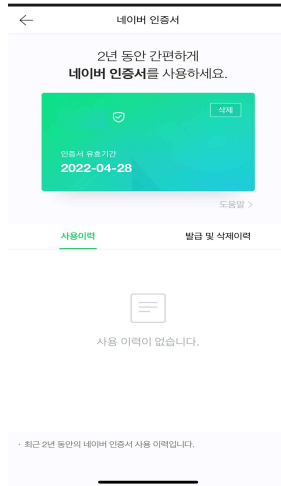 네이버 인증서
2년 동안 간편하게
네이버 인증서를 사용하세요.
삭제
인증서 유효기간
2022-04-28
도움말 >
사용이력
발급 및 삭제이력
사용 이력이 없습니다.
· 최근 2년 동안의 네이버 인증서 사용 이력입니다.